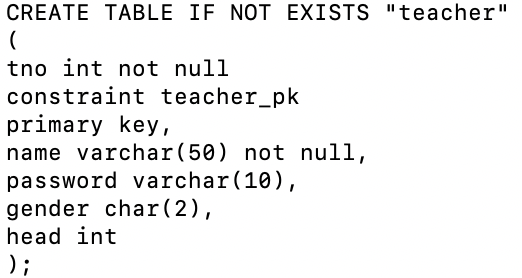 CREATE TABLE IF NOT EXISTS "teacher"
(
tno int not null
constraint teacher_pk
primary key,
name varchar(50) not null,
password varchar(10),
gender char(2),
head int
);